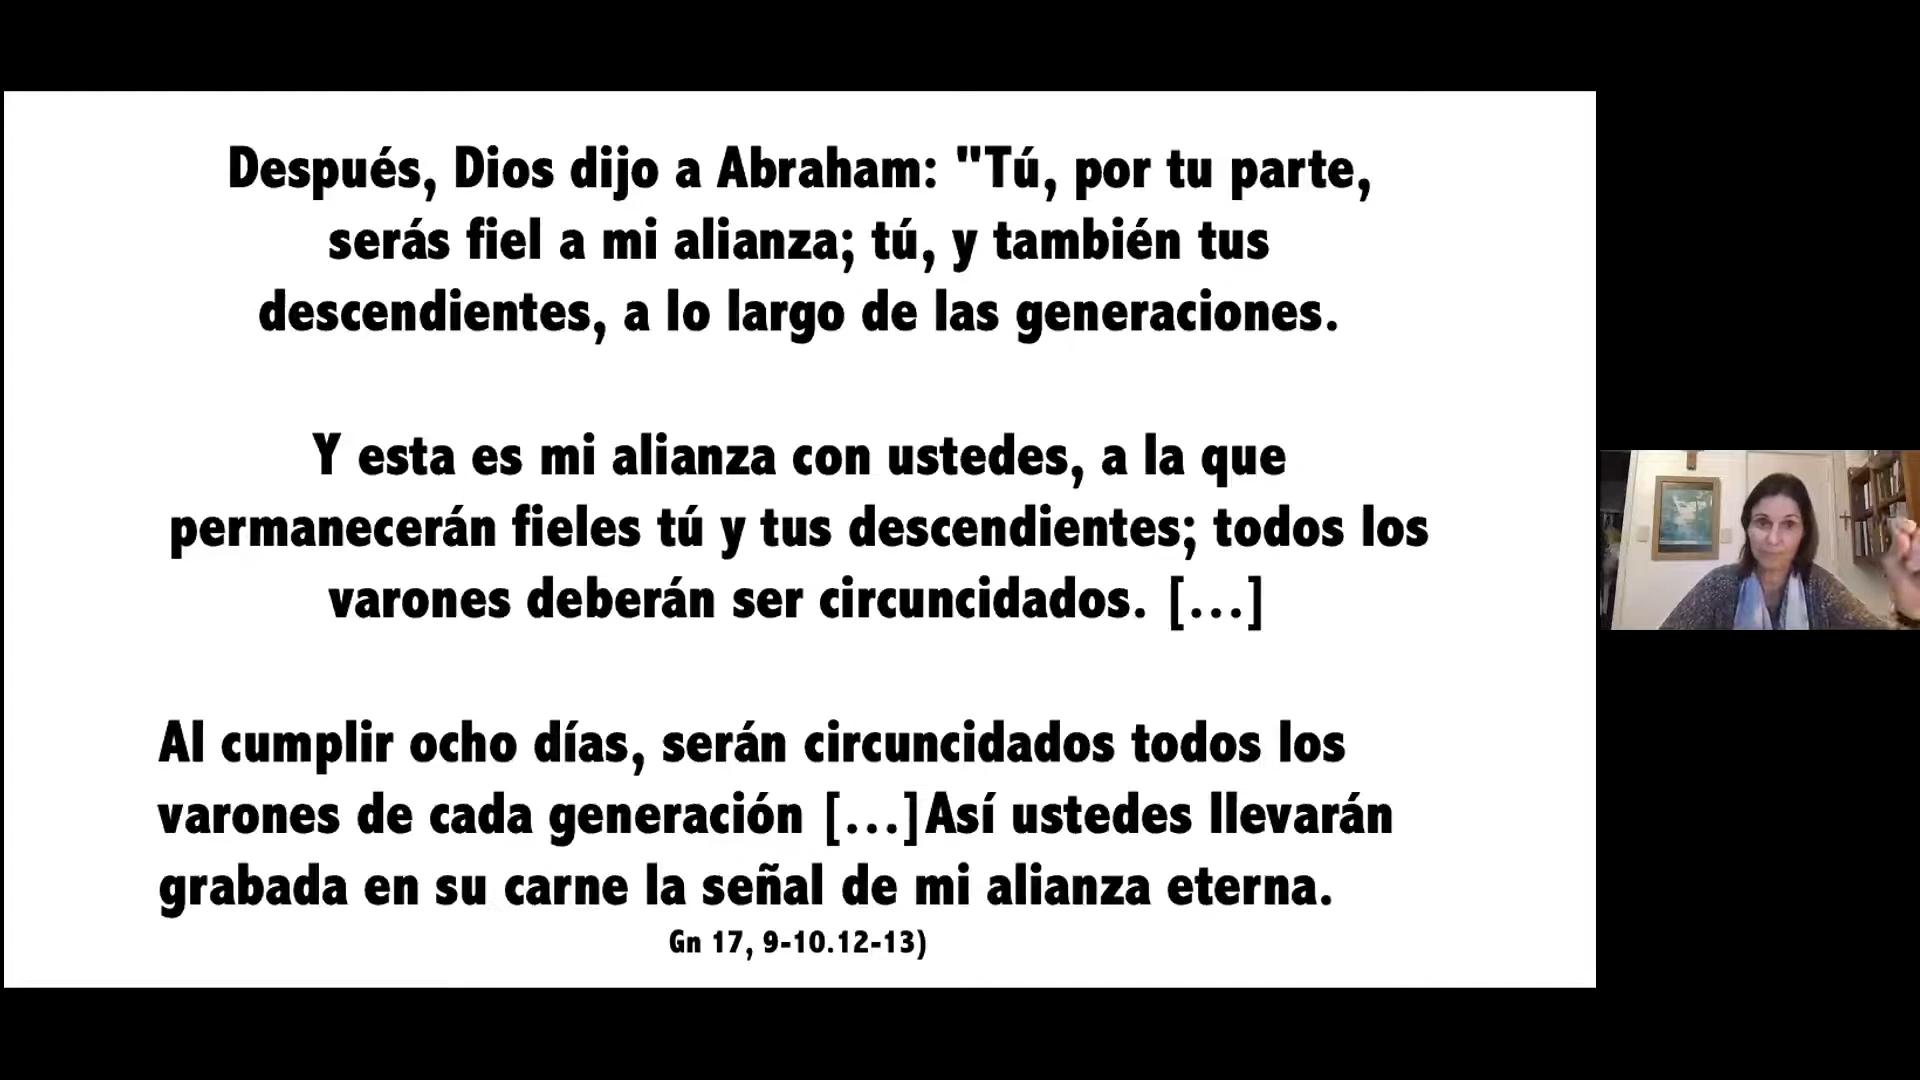 Después, Dios dijo a Abraham: "Tú, por tu parte,
serás fiel a mi alianza; tú, y también tus
descendientes, a lo largo de las generaciones.
Y esta es mi alianza con ustedes, a la que
permanecerán fieles tú y tus descendientes; todos los
varones deberán ser circuncidados. [...]
Al cumplir ocho días, serán circuncidados todos los
varones de cada generación [...]Así ustedes llevarán
grabada en su carne la señal de mi alianza eterna.
Gn 17, 9-10.12-13)